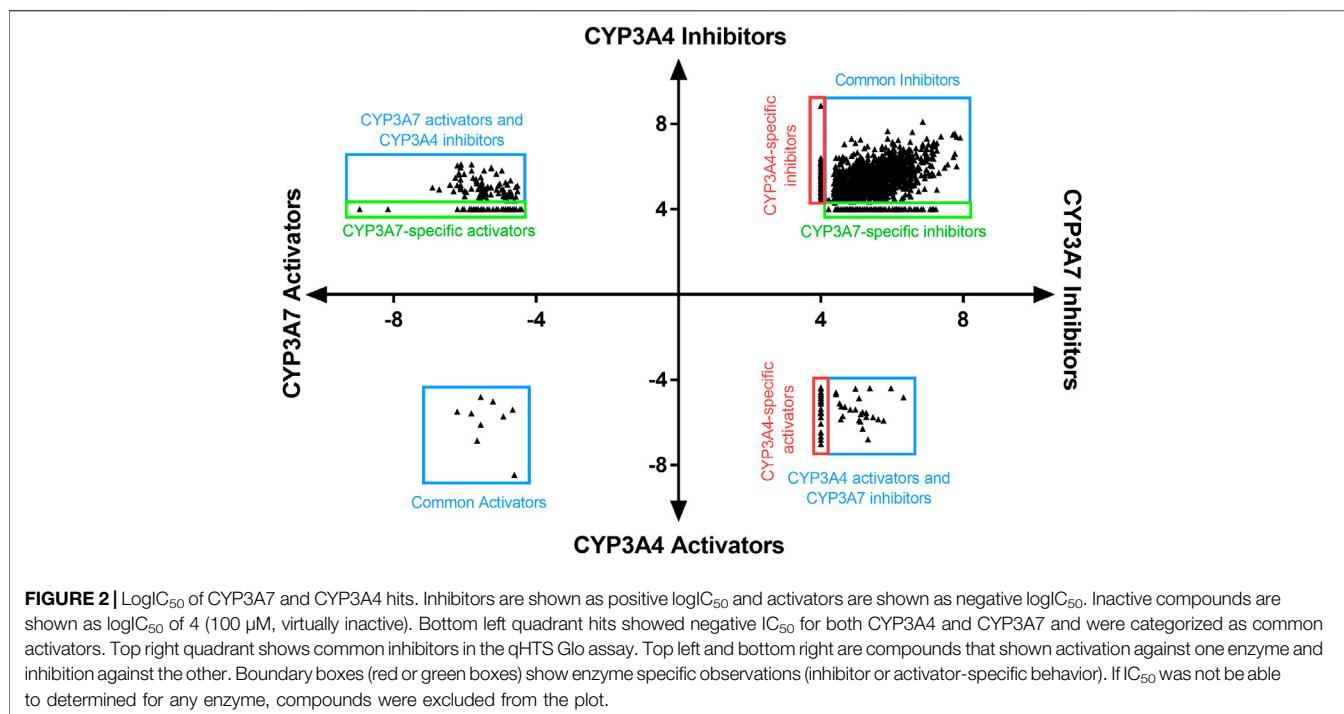 CYP3A4 Inhibitors
Common Inhibitors
CYP3A7 activators and
CYP3A4 inhibitors
CYP3A4-specific
inhibitors
8
4
CYP3A7-specific activators
CYP3A7-specific inhibitors
CYP3A7 Activators
CYP3A7 Inhibitors
-8
-4
4
8
-4
-8
CYP3A4-specific
activators
Common Activators
CYP3A4 activators and
CYP3A7 inhibitors
CYP3A4 Activators
FIGURE 2 | LogIC50 of CYP3A7 and CYP3A4 hits. Inhibitors are shown as positive logIC50 and activators are shown as negative logIC50. Inactive compounds are
shown as logIC50 of 4 (100 µM, virtually inactive). Bottom left quadrant hits showed negative IC50 for both CYP3A4 and CYP3A7 and were categorized as common
activators. Top right quadrant shows common inhibitors in the qHTS Glo assay. Top left and bottom right are compounds that shown activation against one enzyme and
inhibition against the other. Boundary boxes (red or green boxes) show enzyme specific observations (inhibitor or activator-specific behavior). If IC50 was not be able
to determined for any enzyme, compounds were excluded from the plot.